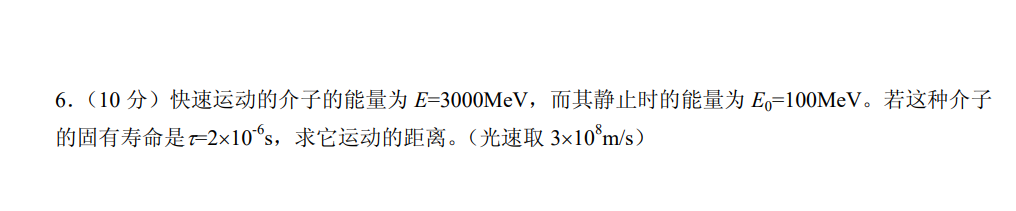 6.（10 分）快速运动的介子的能量为 E=3000MeV，而其静止时的能量为 E₀=100MeV。若这种介子
的固有寿命是τ=2×10⁻⁶s，求它运动的距离。（光速取 3×10⁸m/s）